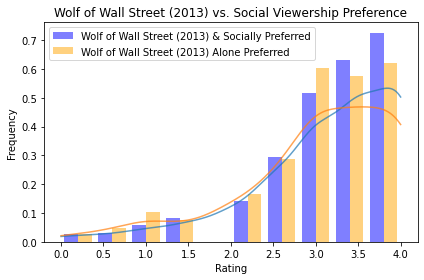 Wolf of Wall Street (2013) vs. Social Viewership Preference
Wolf of Wall Street (2013) & Socially Preferred
Wolf of Wall Street (2013) Alone Preferred
Frequency
0.7
0.6
0.5
0.4
0.3
0.2
0.1
0.0
0.0 0.5 1.0 1.5 2.0 2.5 3.0 3.5 4.0
Rating